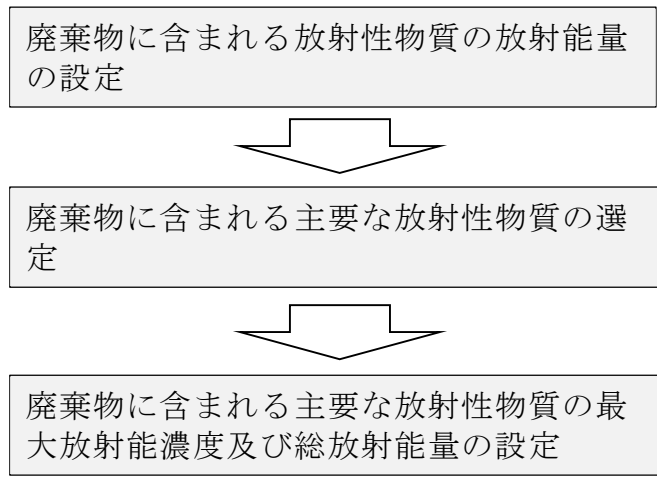 廃棄物に含まれる放射性物質の放射能量
の設定
廃棄物に含まれる主要な放射性物質の選
定
廃棄物に含まれる主要な放射性物質の最
大放射能濃度及び総放射能量の設定